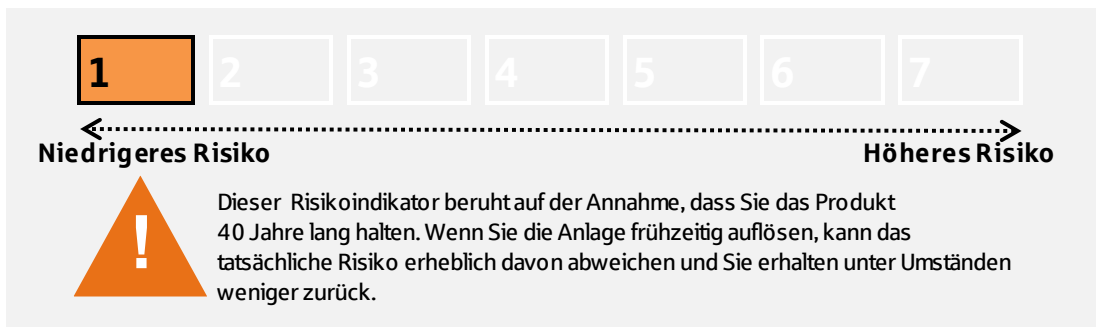 1 2 3 4 5 6 7
Niedrigeres Risiko Höheres Risiko
!
Dieser Risikoindikator beruht auf der Annahme, dass Sie das Produkt
40 Jahre lang halten. Wenn Sie die Anlage frühzeitig auflösen, kann das
tatsächliche Risiko erheblich davon abweichen und Sie erhalten unter Umständen
weniger zurück.